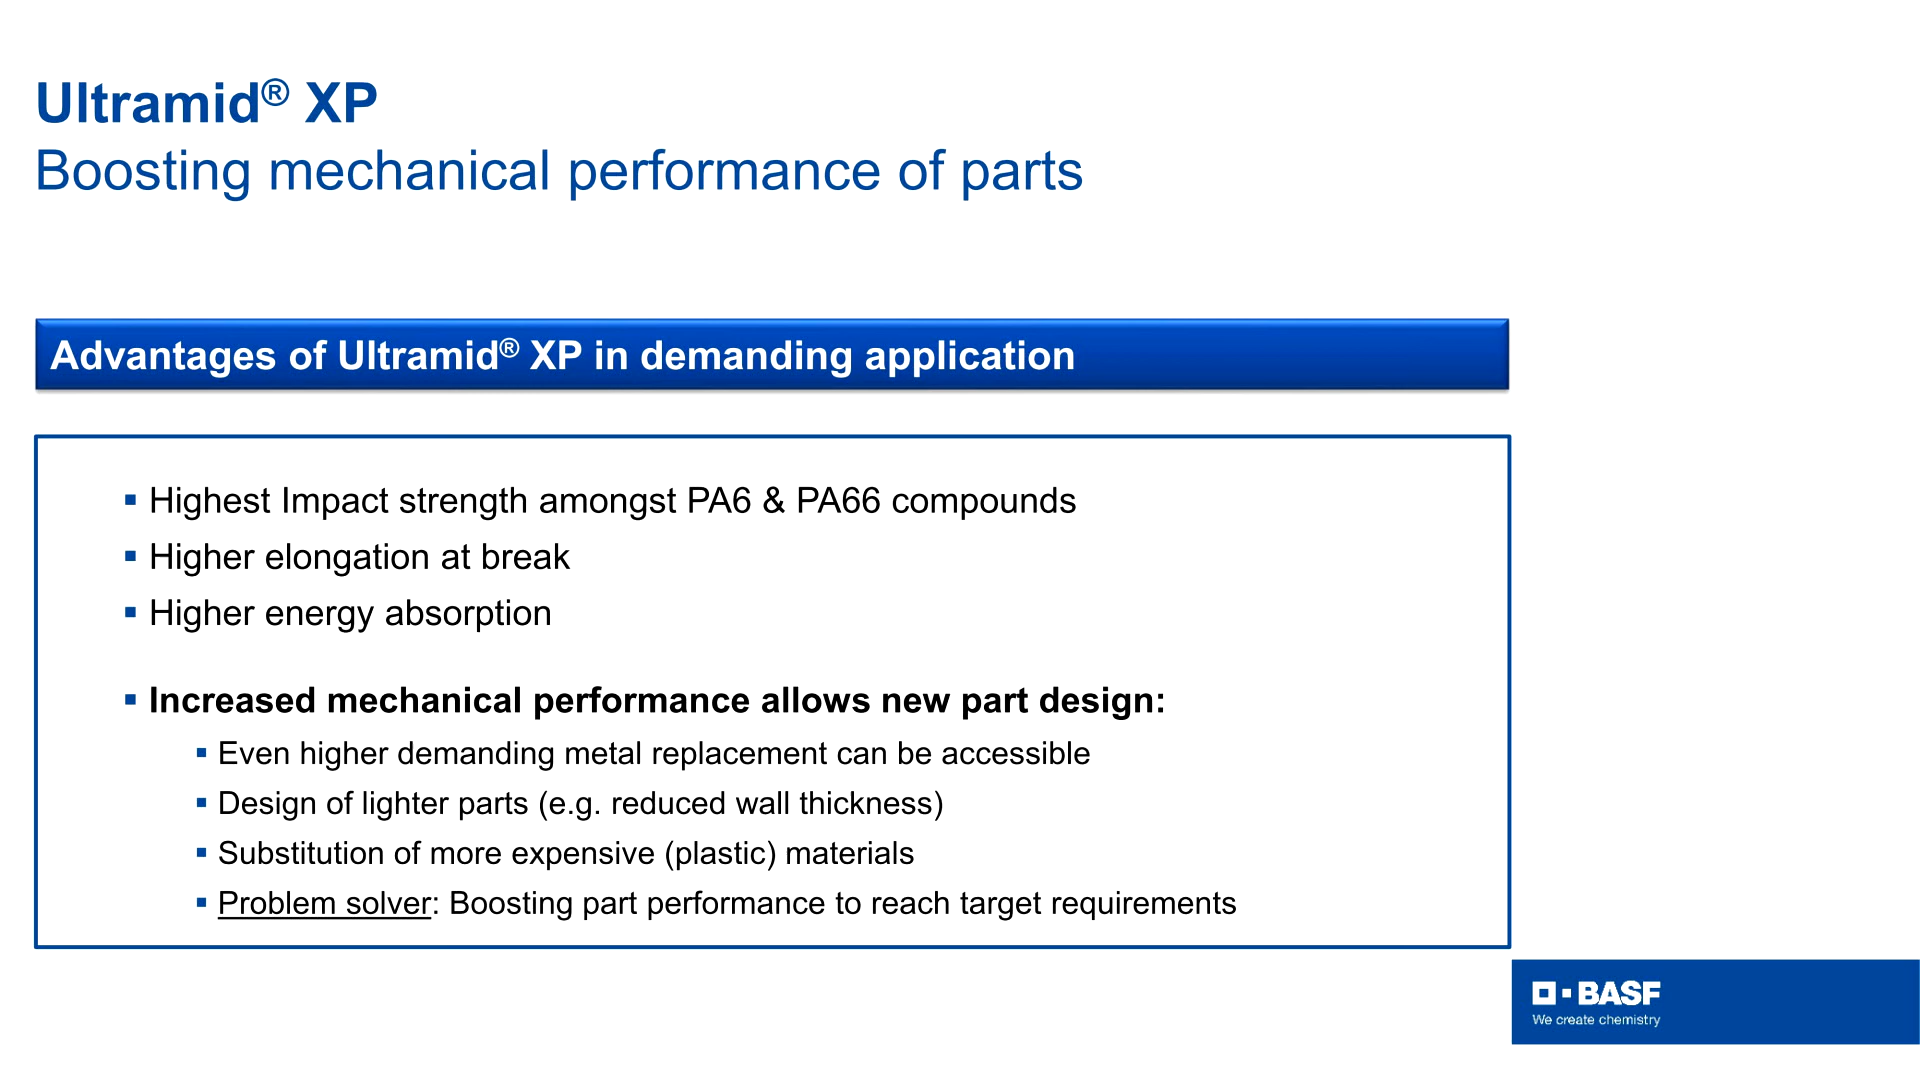 Ultramid® XP
Boosting mechanical performance of parts
Advantages of Ultramid® XP in demanding application
▪ Highest Impact strength amongst PA6 & PA66 compounds
▪ Higher elongation at break
▪ Higher energy absorption
▪ Increased mechanical performance allows new part design:
▪ Even higher demanding metal replacement can be accessible
▪ Design of lighter parts (e.g. reduced wall thickness)
▪ Substitution of more expensive (plastic) materials
▪ Problem solver: Boosting part performance to reach target requirements
BASF
We create chemistry